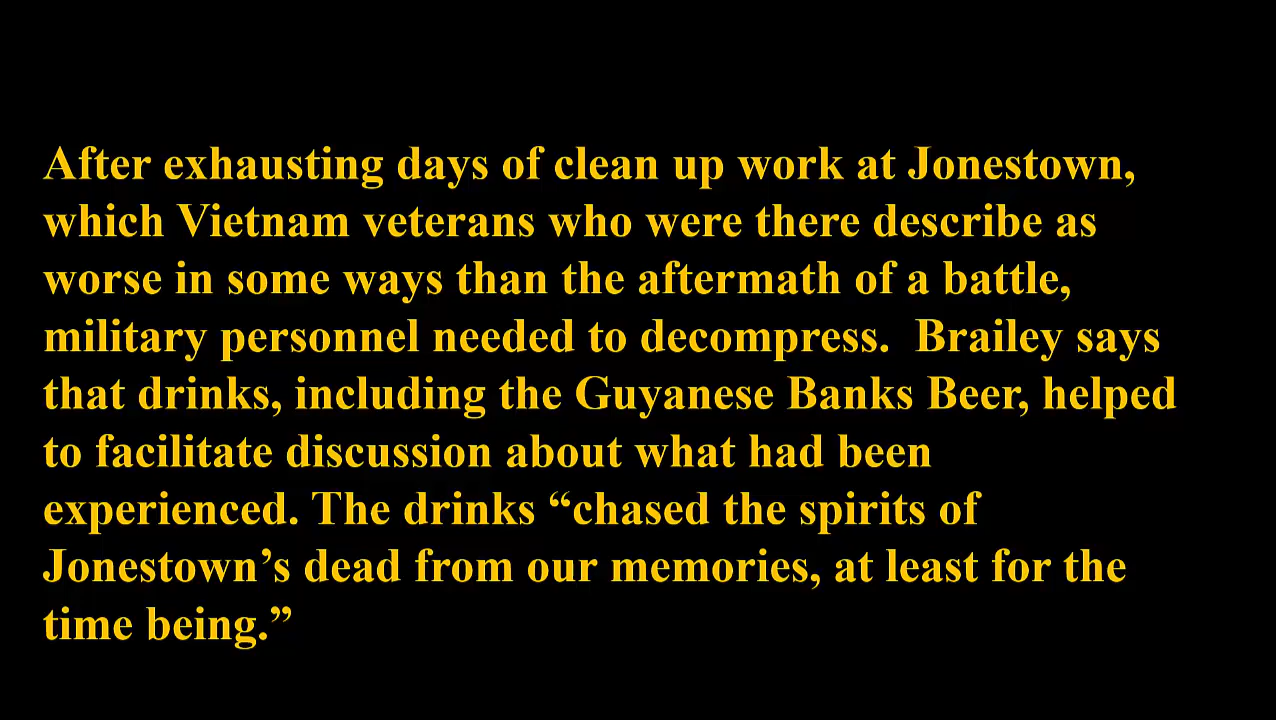 After exhausting days of clean up work at Jonestown,
which Vietnam veterans who were there describe as
worse in some ways than the aftermath of a battle,
military personnel needed to decompress.  Brailey says
that drinks, including the Guyanese Banks Beer, helped
to facilitate discussion about what had been
experienced. The drinks “chased the spirits of
Jonestown’s dead from our memories, at least for the
time being.”